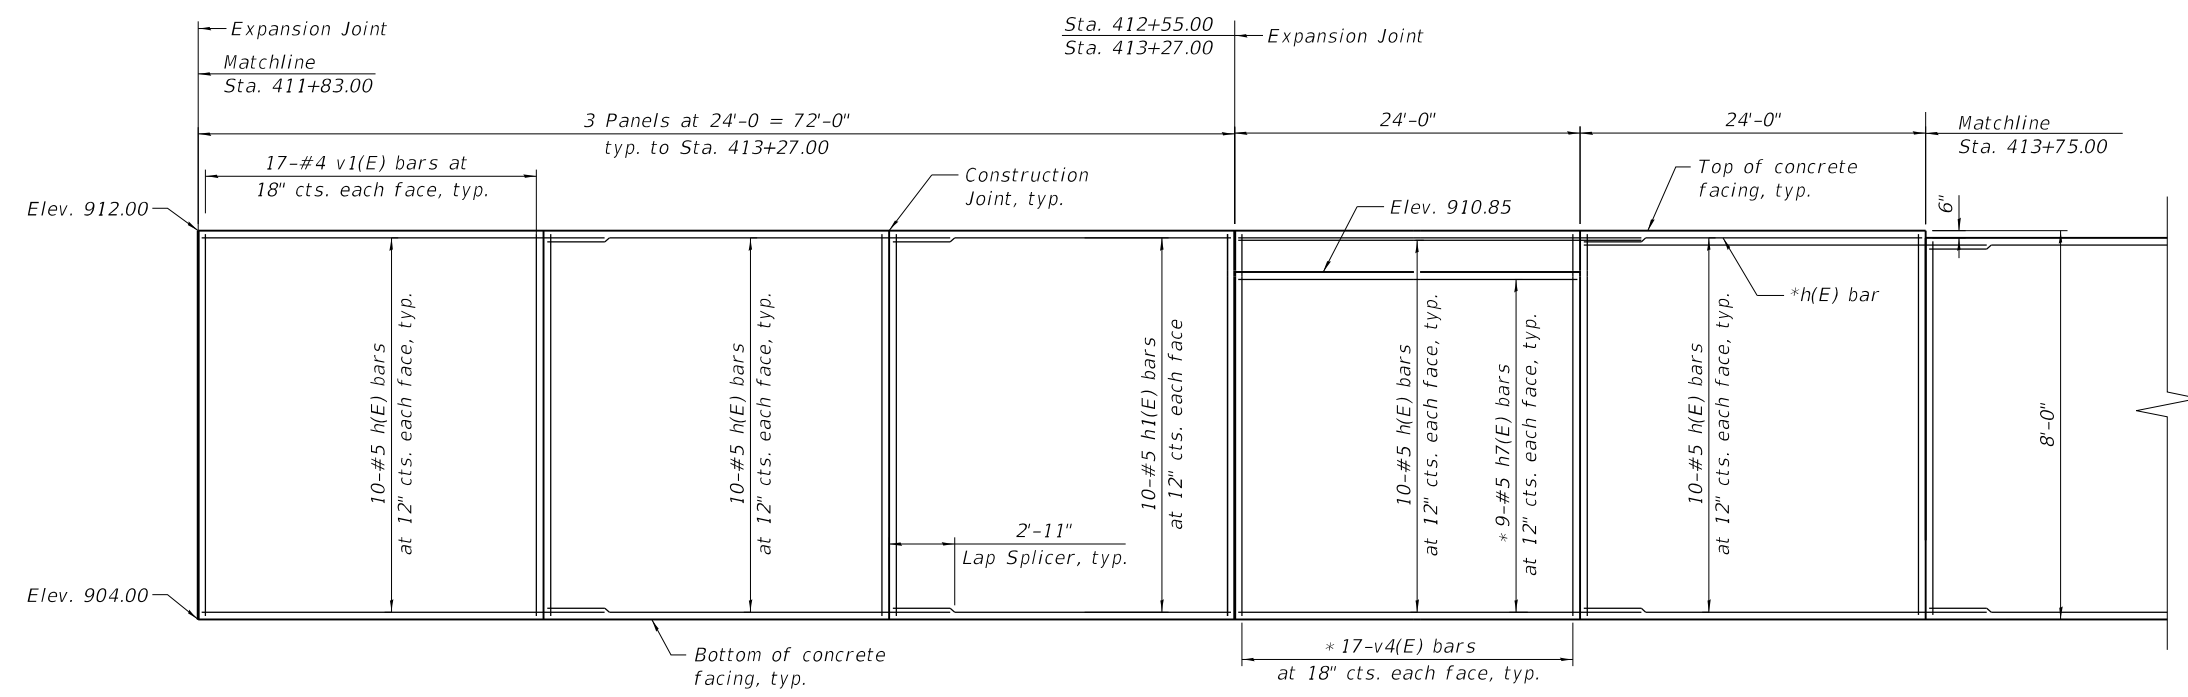 Expansion Joint
Matchline
Sta. 411+83.00
Sta. 412+55.00
Sta. 413+27.00
Expansion Joint
3 Panels at 24'-0 = 72'-0"
typ. to Sta. 413+27.00
24'-0"
24'-0"
Matchline
Sta. 413+75.00
17-#4 v1(E) bars at
18" cts. each face, typ.
Construction
Joint, typ.
Top of concrete
facing, typ.
Elev. 912.00
Elev. 910.85
6"
*h(E) bar
10-#5 h(E) bars
at 12" cts. each face, typ.
10-#5 h(E) bars
at 12" cts. each face, typ.
10-#5 h1(E) bars
at 12" cts. each face
10-#5 h(E) bars
at 12" cts. each face, typ.
* 9-#5 h7(E) bars
at 12" cts. each face, typ.
10-#5 h(E) bars
at 12" cts. each face, typ.
8'-0"
2'-11"
Lap Splicer, typ.
Elev. 904.00
Bottom of concrete
facing, typ.
* 17-v4(E) bars
at 18" cts. each face, typ.